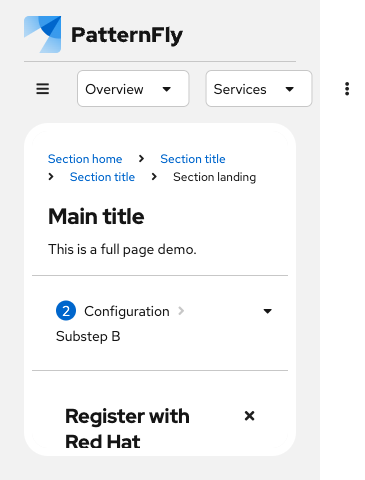 PatternFly
Overview Services
Section home Section title
Section title Section landing
Main title
This is a full page demo.
2 Configuration
Substep B
Register with
Red Hat